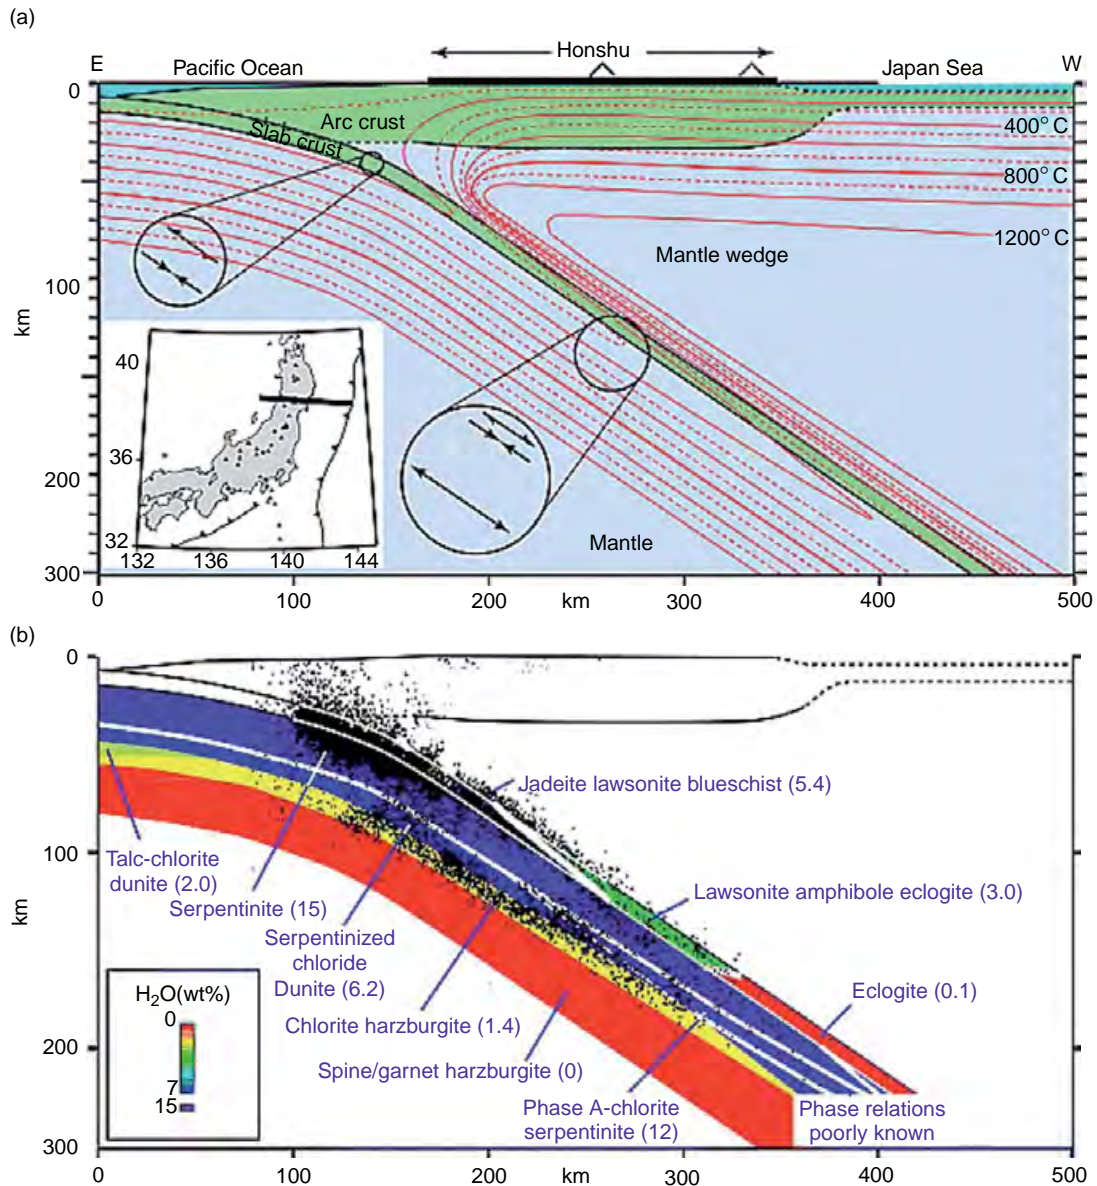 (a)
Honshu
E
Pacific Ocean
Japan Sea
W
0
Arc crust
Slab crust
400° C
800° C
1200° C
Mantle wedge
100
km
40
36
32
132
136
140
144
200
Mantle
300
0
100
200
km
300
400
500
(b)
0
Jadeite lawsonite blueschist (5.4)
100
Talc-chlorite
dunite (2.0)
Serpentinite (15)
Lawsonite amphibole eclogite (3.0)
km
Serpentinized
chloride
Dunite (6.2)
H2O(wt%)
0
7
15
Eclogite (0.1)
Chlorite harzburgite (1.4)
200
Spine/garnet harzburgite (0)
Phase A-chlorite
serpentinite (12)
Phase relations
poorly known
300
0
100
200
km
300
400
500